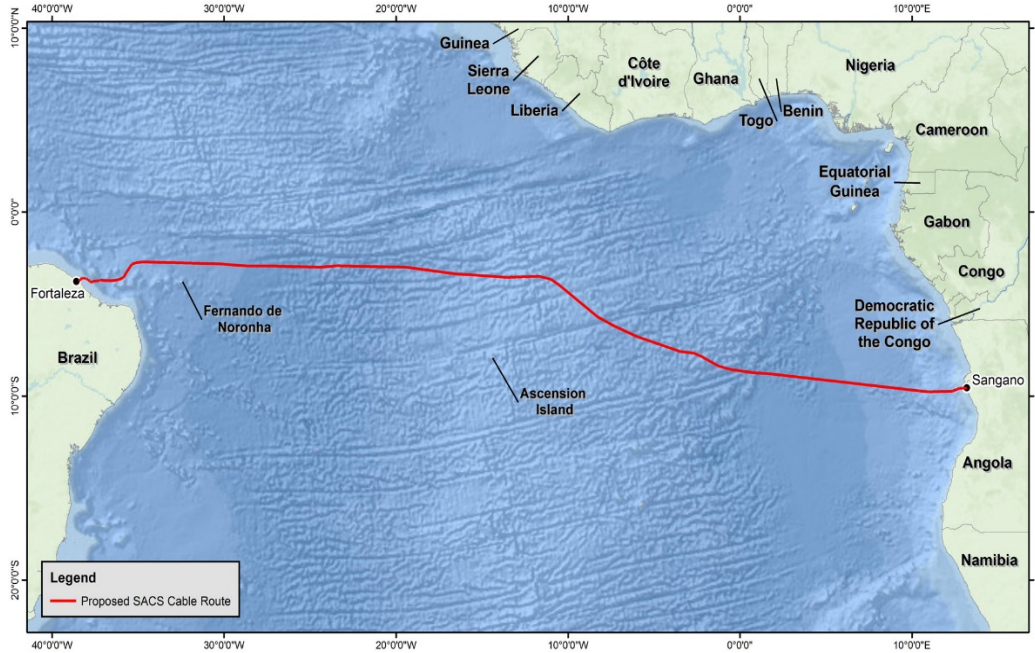 40°0'0"W
30°0'0"W
20°0'0"W
10°0'0"W
0°0'0"
10°0'0"E
10°0'0"N
0°0'0"
10°0'0"S
20°0'0"S
Guinea
Sierra
Leone
Liberia
Côte
d'Ivoire
Ghana
Togo
Benin
Nigeria
Cameroon
Equatorial
Guinea
Gabon
Congo
Democratic
Republic of
the Congo
Fortaleza
Brazil
Fernando de
Noronha
Ascension
Island
Sangano
Angola
Namibia
Legend
Proposed SACS Cable Route
40°0'0"W
30°0'0"W
20°0'0"W
10°0'0"W
0°0'0"
10°0'0"E